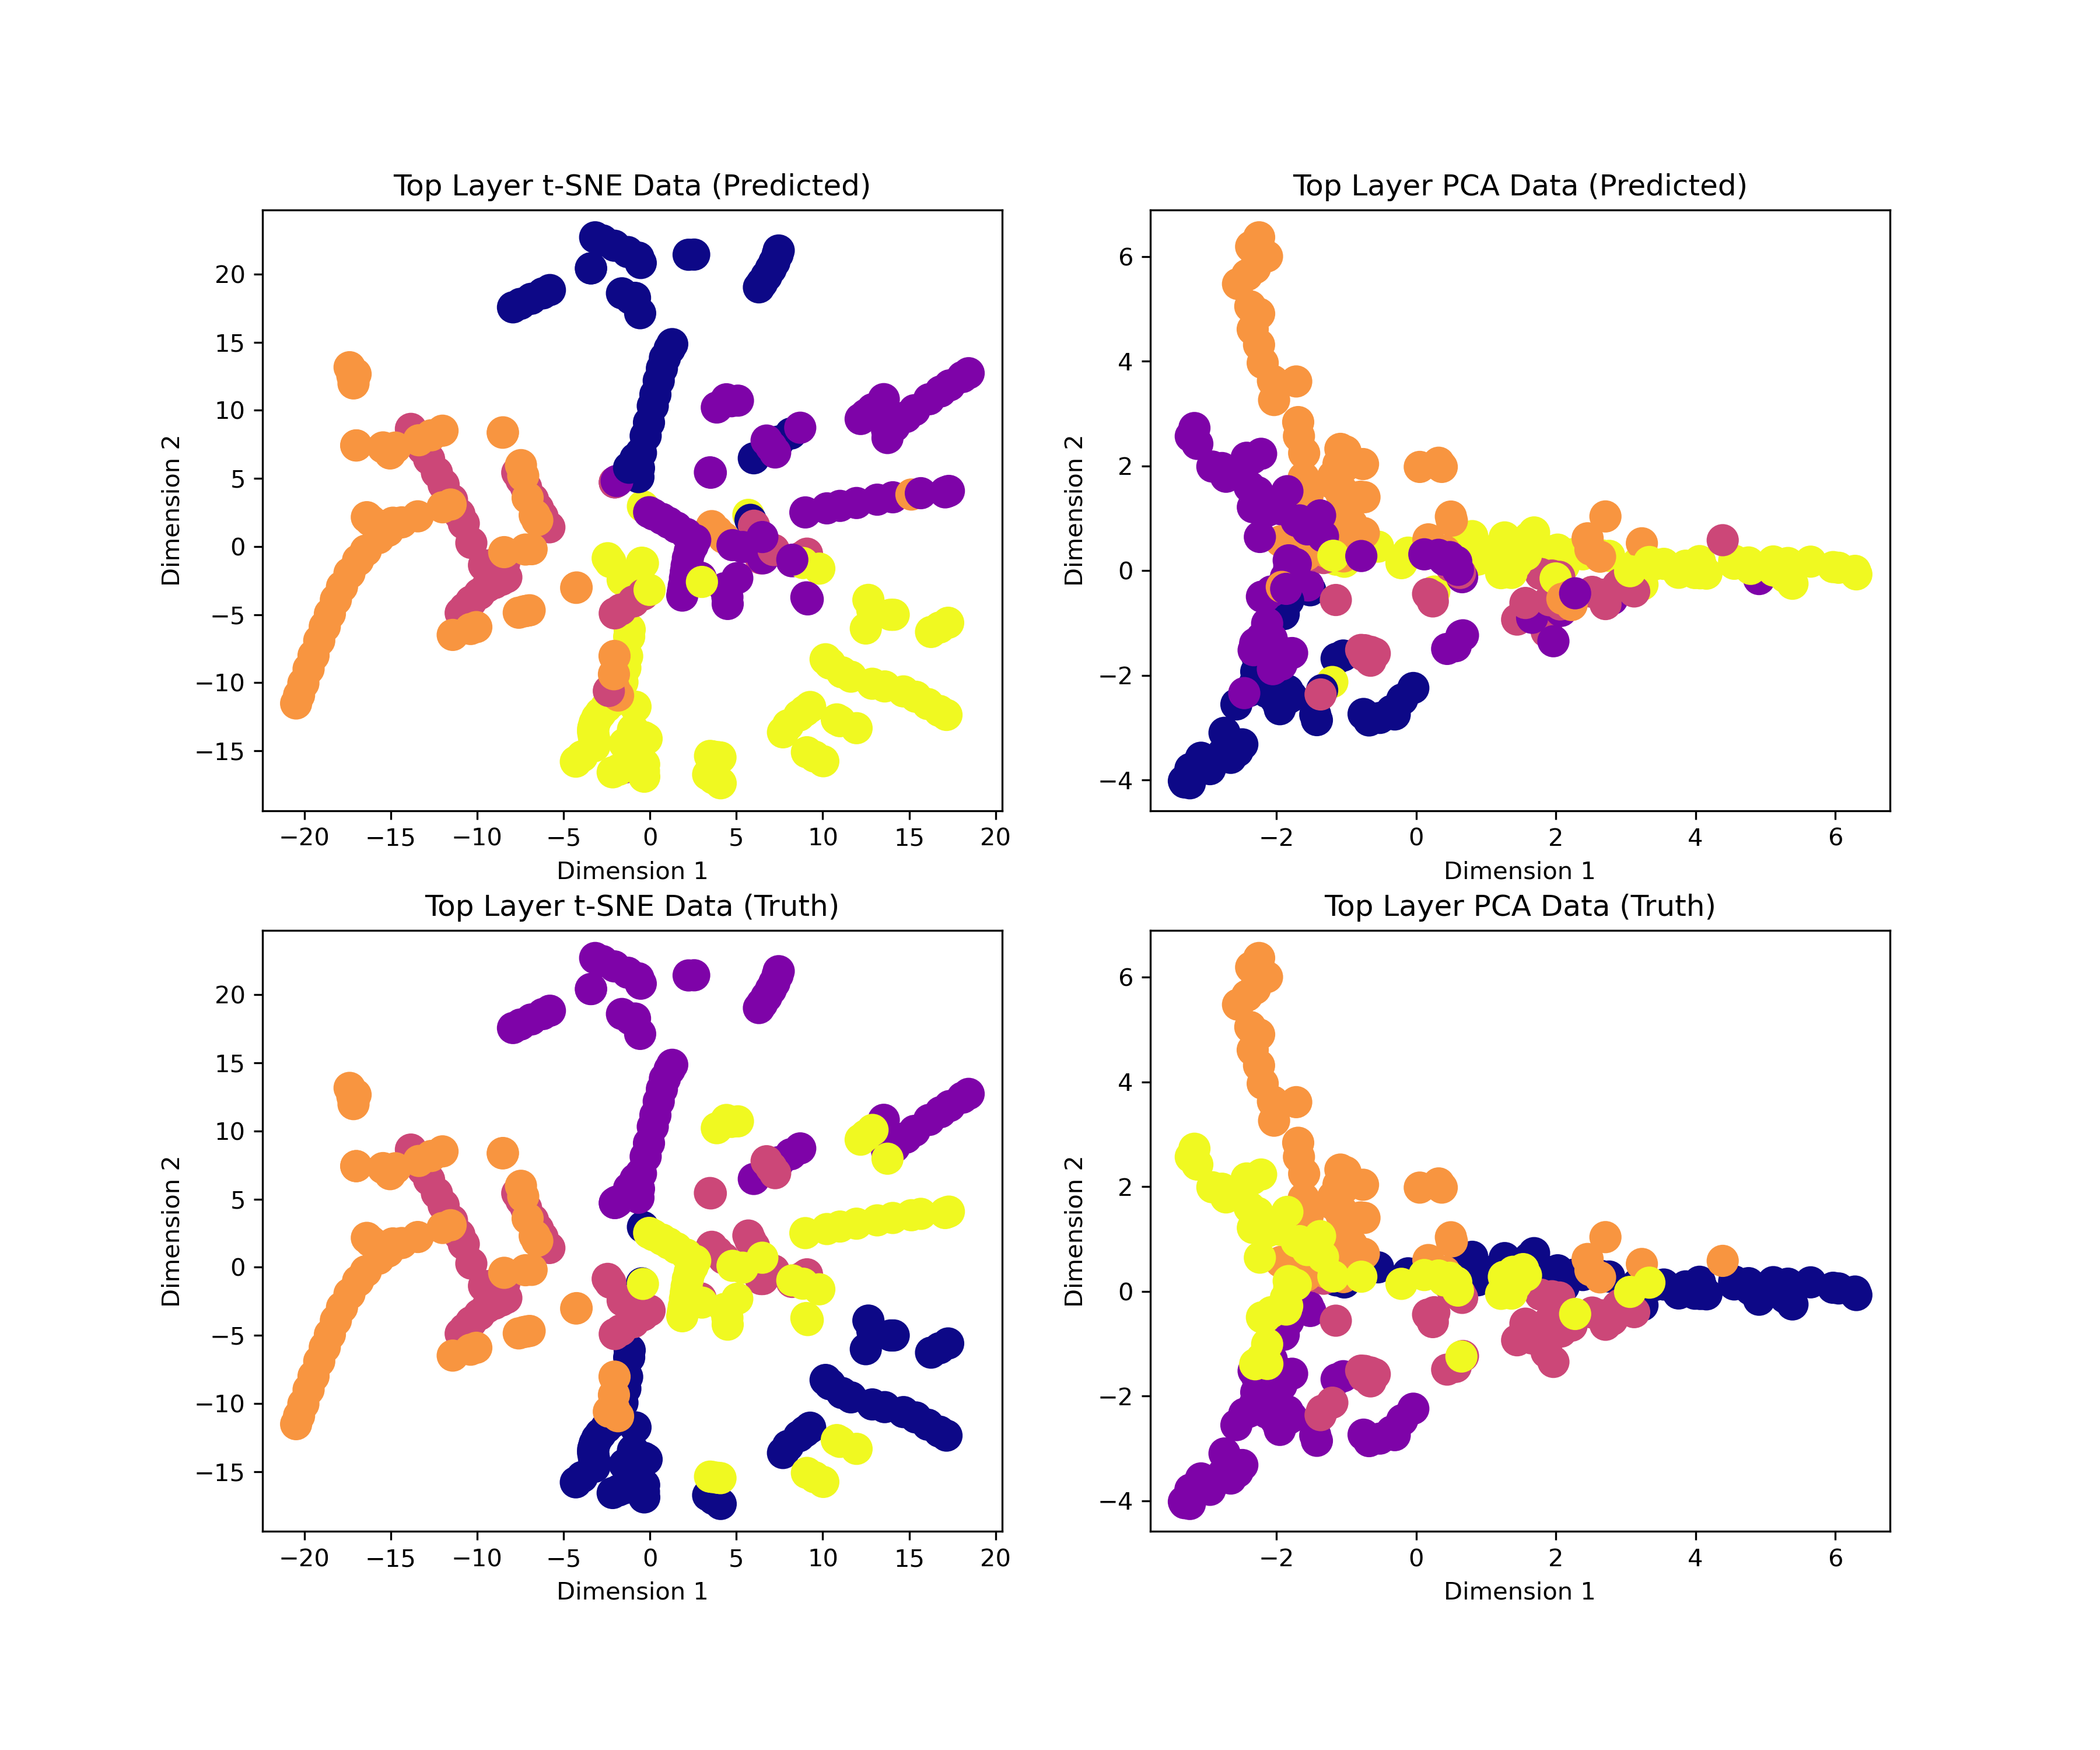 Top Layer t-SNE Data (Predicted)
Dimension 2
20
15
10
5
0
−5
−10
−15
−20 −15 −10 −5 0 5 10 15 20
Dimension 1
Top Layer PCA Data (Predicted)
Dimension 2
6
4
2
0
−2
−4
−2 0 2 4 6
Dimension 1
Top Layer t-SNE Data (Truth)
Dimension 2
20
15
10
5
0
−5
−10
−15
−20 −15 −10 −5 0 5 10 15 20
Dimension 1
Top Layer PCA Data (Truth)
Dimension 2
6
4
2
0
−2
−4
−2 0 2 4 6
Dimension 1